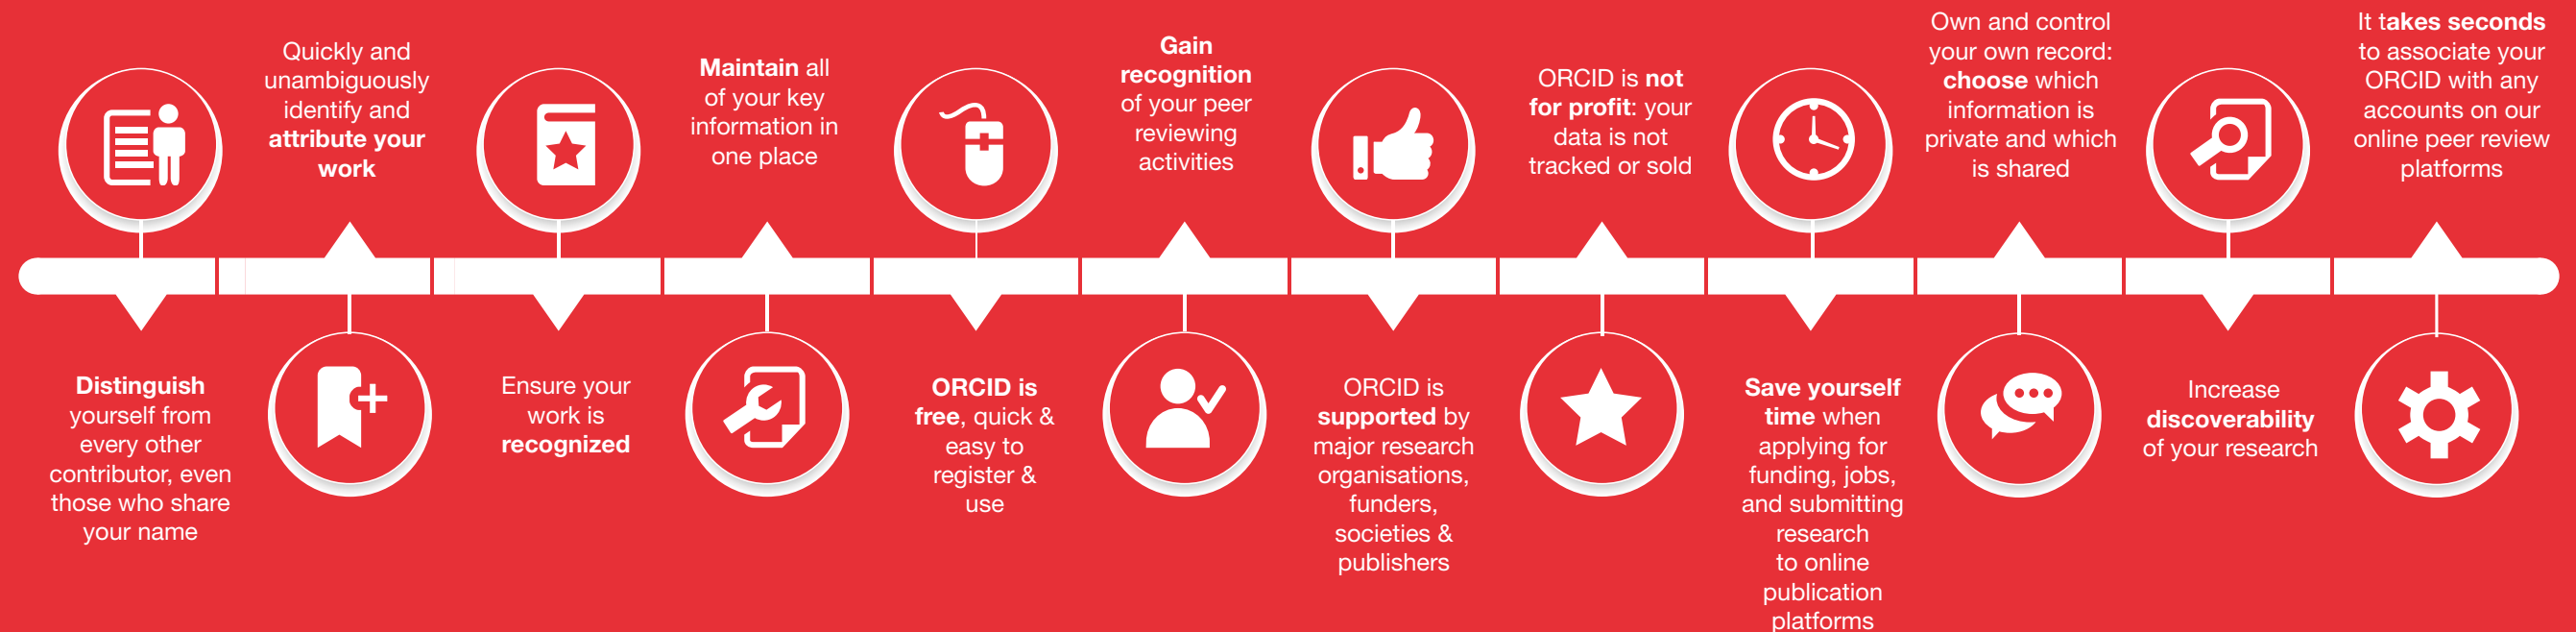 Distinguish
yourself from
every other
contributor, even
those who share
your name
Quickly and
unambiguously
identify and
attribute your
work
Ensure your
work is
recognized
Maintain all
of your key
information in
one place
ORCID is
free, quick &
easy to
register &
use
Gain
recognition
of your peer
reviewing
activities
ORCID is
supported by
major research
organisations,
funders,
societies &
publishers
ORCID is not
for profit: your
data is not
tracked or sold
Save yourself
time when
applying for
funding, jobs,
and submitting
research
to online
publication
platforms
Own and control
your own record:
choose which
information is
private and which
is shared
Increase
discoverability
of your research
It takes seconds
to associate your
ORCID with any
accounts on our
online peer review
platforms